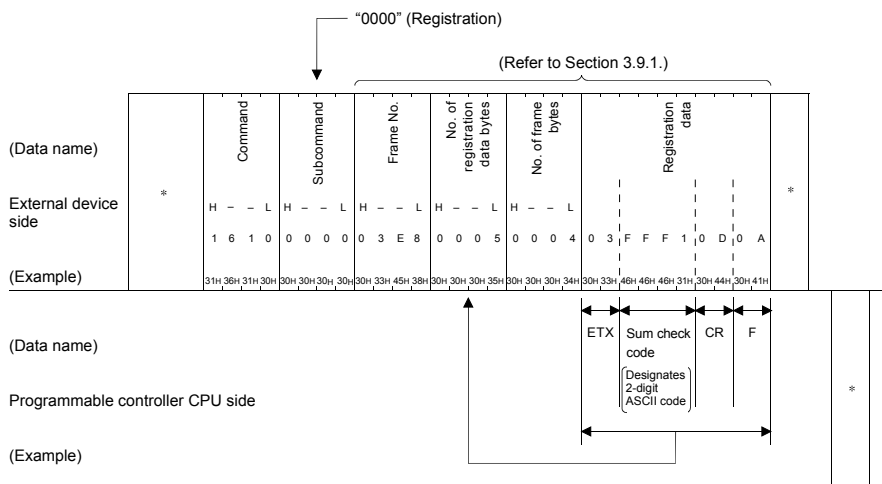 “0000” (Registration)
(Refer to Section 3.9.1.)
(Data name)
Command
Subcommand
Frame No.
No. of
registration
data bytes
No. of frame
bytes
Registration
data
*
*
External device
side
H – – L H – – L H – – L H – – L H – – L
1 6 1 0 0 0 0 0 0 3 E 8 0 0 0 5 0 0 0 4 0 3 F F F 1 0 D 0 A
(Example)
31H 36H 31H 30H 30H 30H 30H 30H 30H 33H 45H 38H 30H 30H 30H 35H 30H 30H 30H 34H 30H 33H 46H 46H 46H 31H 30H 44H 30H 41H
(Data name)
ETX
Sum check
code
CR
F
Designates
2-digit
ASCII code
Programmable controller CPU side
*
(Example)